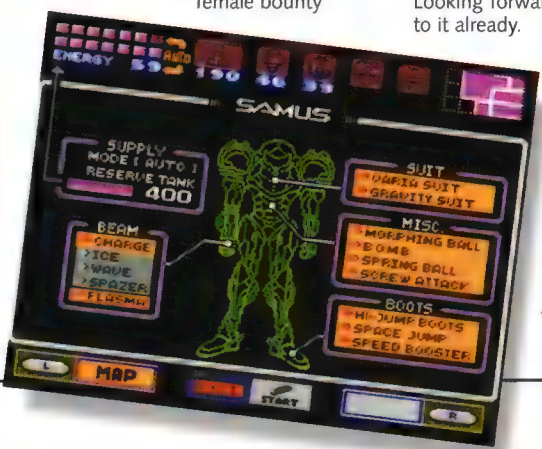 female bounty
Looking forwar
to it already.
AUTO
ENERGY 59
190 46 33
SAMUS
SUPPLY
MODE [ AUTO ]
RESERVE TANK
400
BEAM
CHARGE
ICE
WAVE
SPAZER
PLASMA
SUIT
VARIA SUIT
GRAVITY SUIT
MISC.
MORPHING BALL
BOMB
SPRING BALL
SCREW ATTACK
BOOTS
HI-JUMP BOOTS
SPACE JUMP
SPEED BOOSTER
L
MAP
START
R